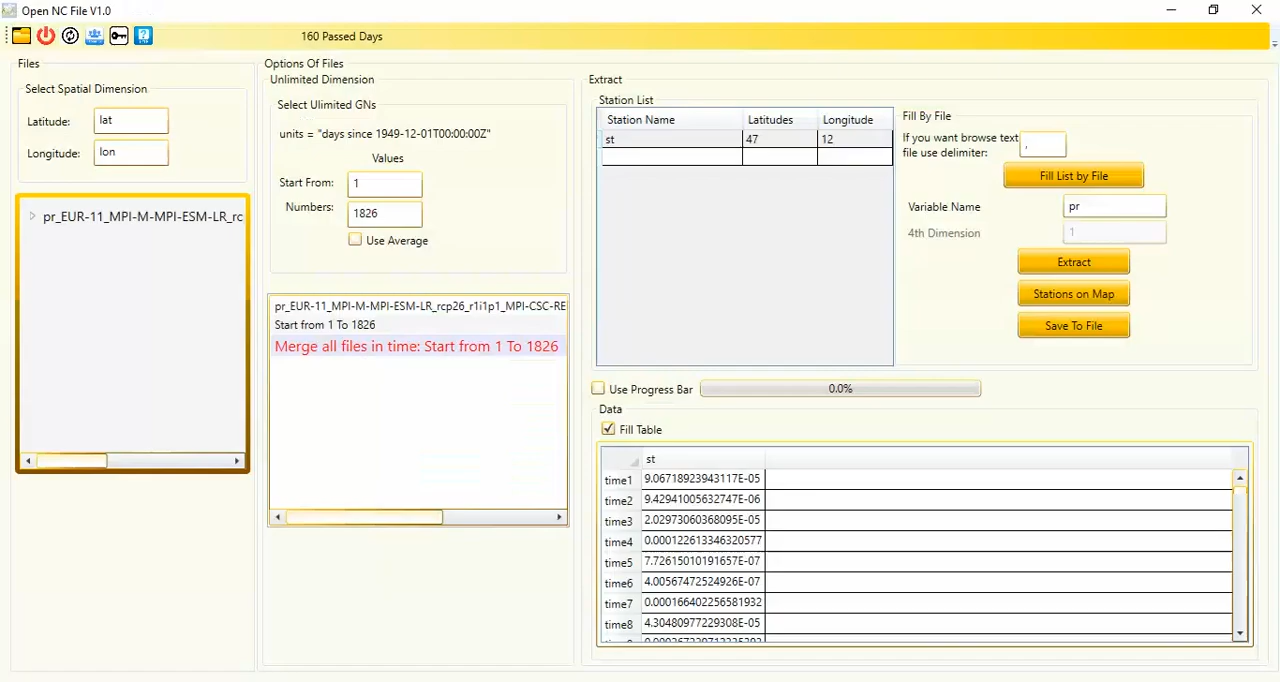 Open NC File V1.0
160 Passed Days
Files
Select Spatial Dimension
Latitude: lat
Longitude: lon
pr_EUR-11_MPI-M-MPI-ESM-LR_rc
Options Of Files
Unlimited Dimension
Select Ulimited GNs
units = "days since 1949-12-01T00:00:00Z"
Values
Start From: 1
Numbers: 1826
Use Average
pr_EUR-11_MPI-M-MPI-ESM-LR_rcp26_r1i1p1_MPI-CSC-RE
Start from 1 To 1826
Merge all files in time: Start from 1 To 1826
Extract
Station List
Station Name Latitudes Longitude
st 47 12
Fill By File
If you want browse text
file use delimiter: ,
Fill List by File
Variable Name pr
4th Dimension 1
Extract
Stations on Map
Save To File
Use Progress Bar 0.0%
Data
Fill Table
st
time1 9.06718923943117E-05
time2 9.42941005632747E-06
time3 2.02973060368095E-05
time4 0.000122613346320577
time5 7.72615010191657E-07
time6 4.00567472524926E-07
time7 0.000166402256581932
time8 4.30480977229308E-05